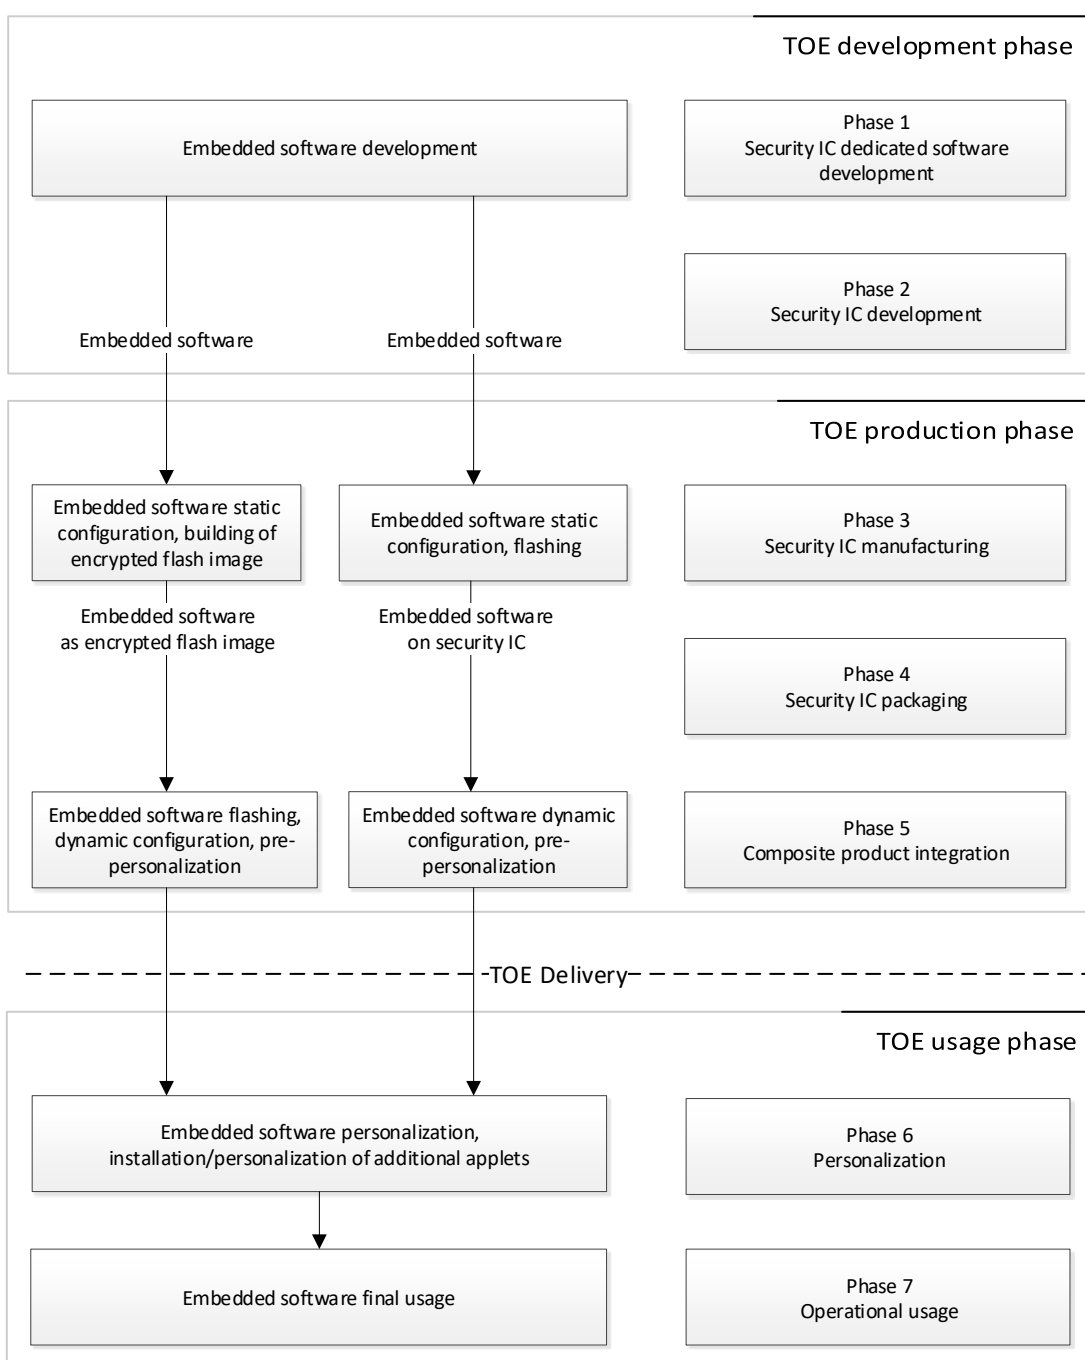 TOE development phase
Embedded software development
Phase 1
Security IC dedicated software
development
Phase 2
Security IC development
Embedded software
Embedded software
TOE production phase
Embedded software static
configuration, building of
encrypted flash image
Embedded software static
configuration, flashing
Phase 3
Security IC manufacturing
Embedded software
as encrypted flash image
Embedded software
on security IC
Phase 4
Security IC packaging
Embedded software flashing,
dynamic configuration, pre-
personalization
Embedded software dynamic
configuration, pre-
personalization
Phase 5
Composite product integration
TOE Delivery
TOE usage phase
Embedded software personalization,
installation/personalization of additional applets
Phase 6
Personalization
Embedded software final usage
Phase 7
Operational usage